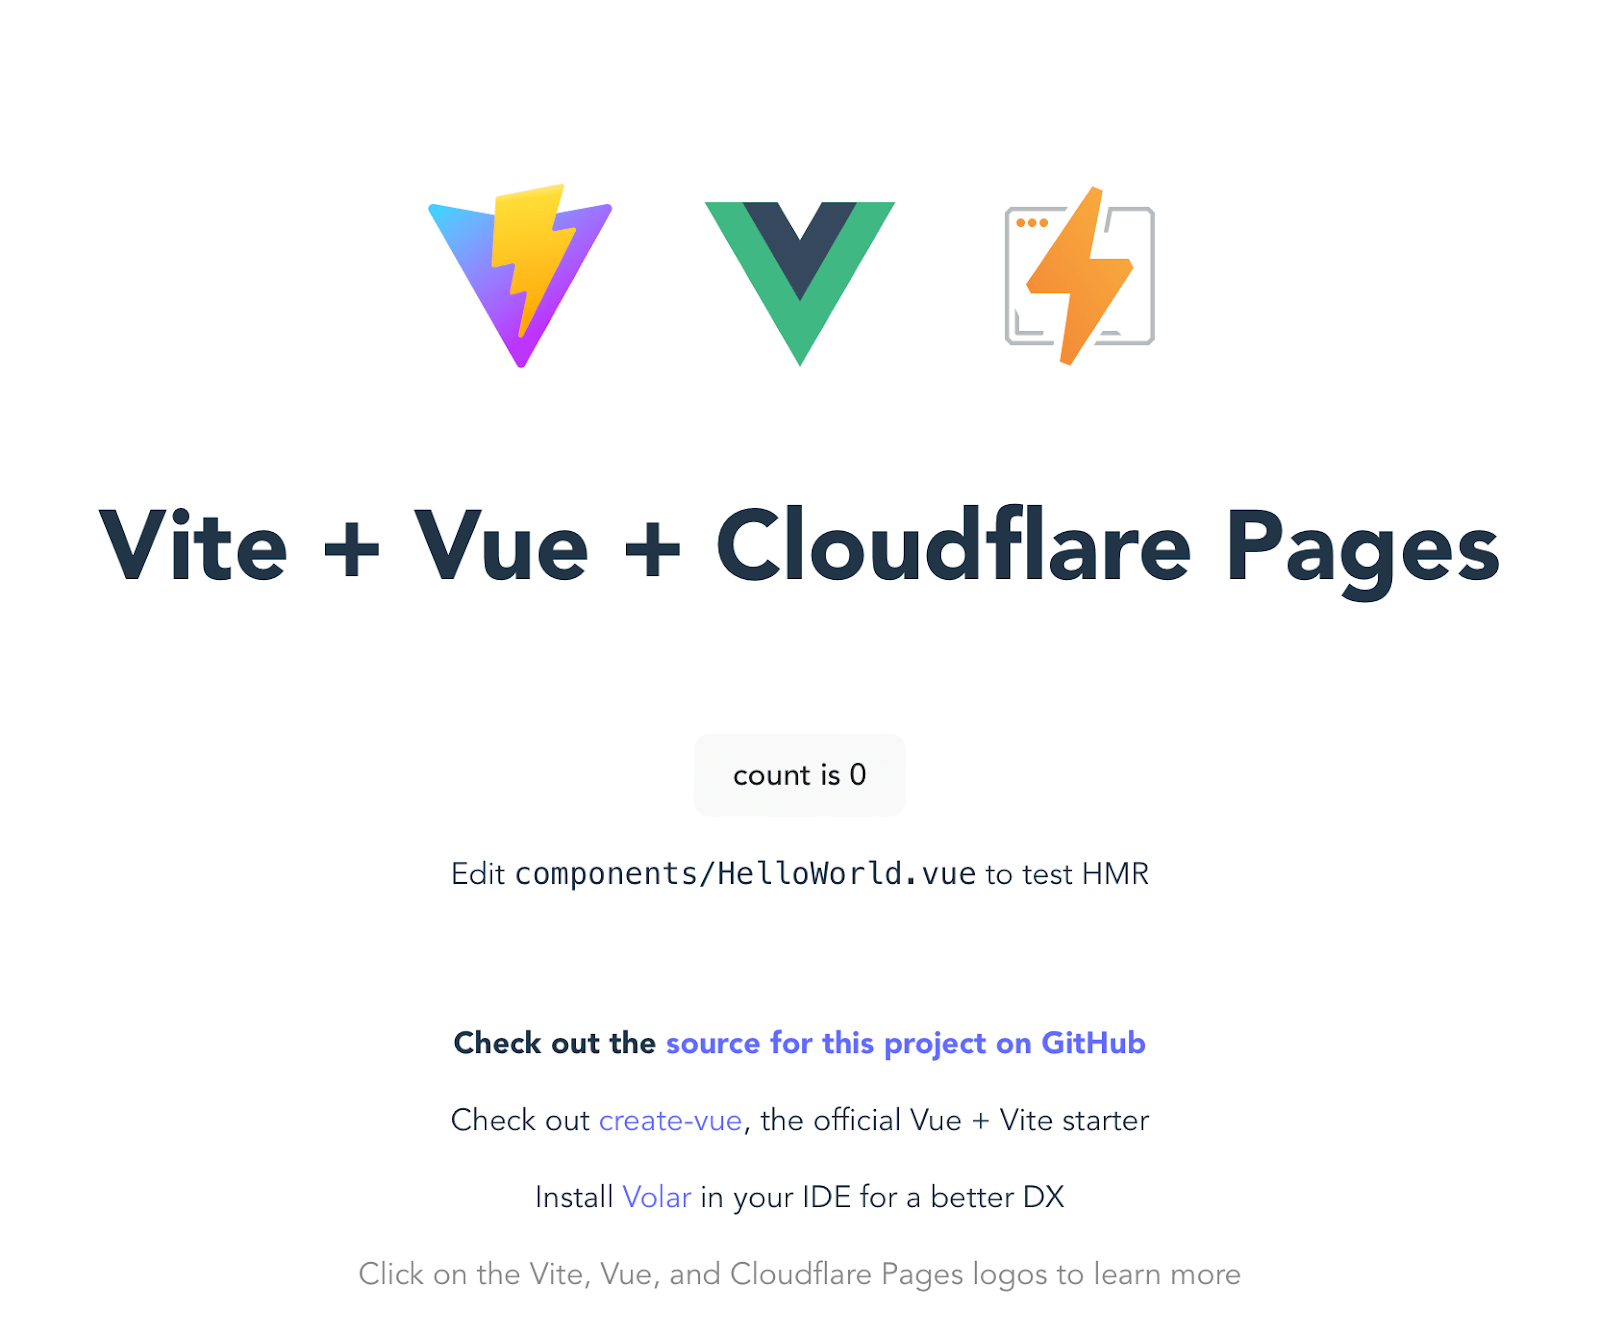 Vite + Vue + Cloudflare Pages
count is 0
Edit components/HelloWorld.vue to test HMR
Check out the source for this project on GitHub
Check out create-vue, the official Vue + Vite starter
Install Volar in your IDE for a better DX
Click on the Vite, Vue, and Cloudflare Pages logos to learn more